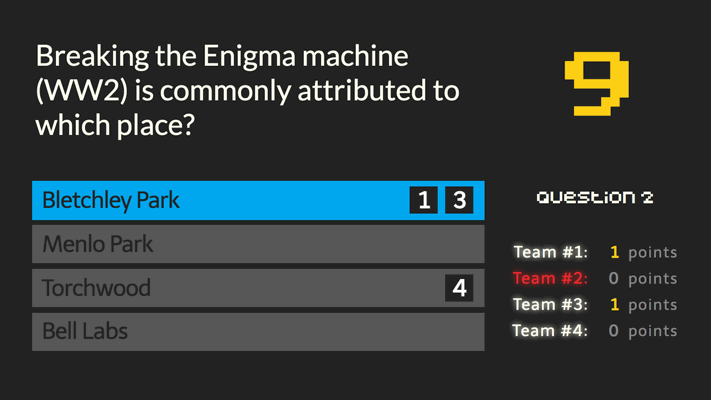 Breaking the Enigma machine
(WW2) is commonly attributed to
which place?
9
Bletchley Park 1 3
Menlo Park
Torchwood 4
Bell Labs
Question 2
Team #1: 1 points
Team #2: 0 points
Team #3: 1 points
Team #4: 0 points